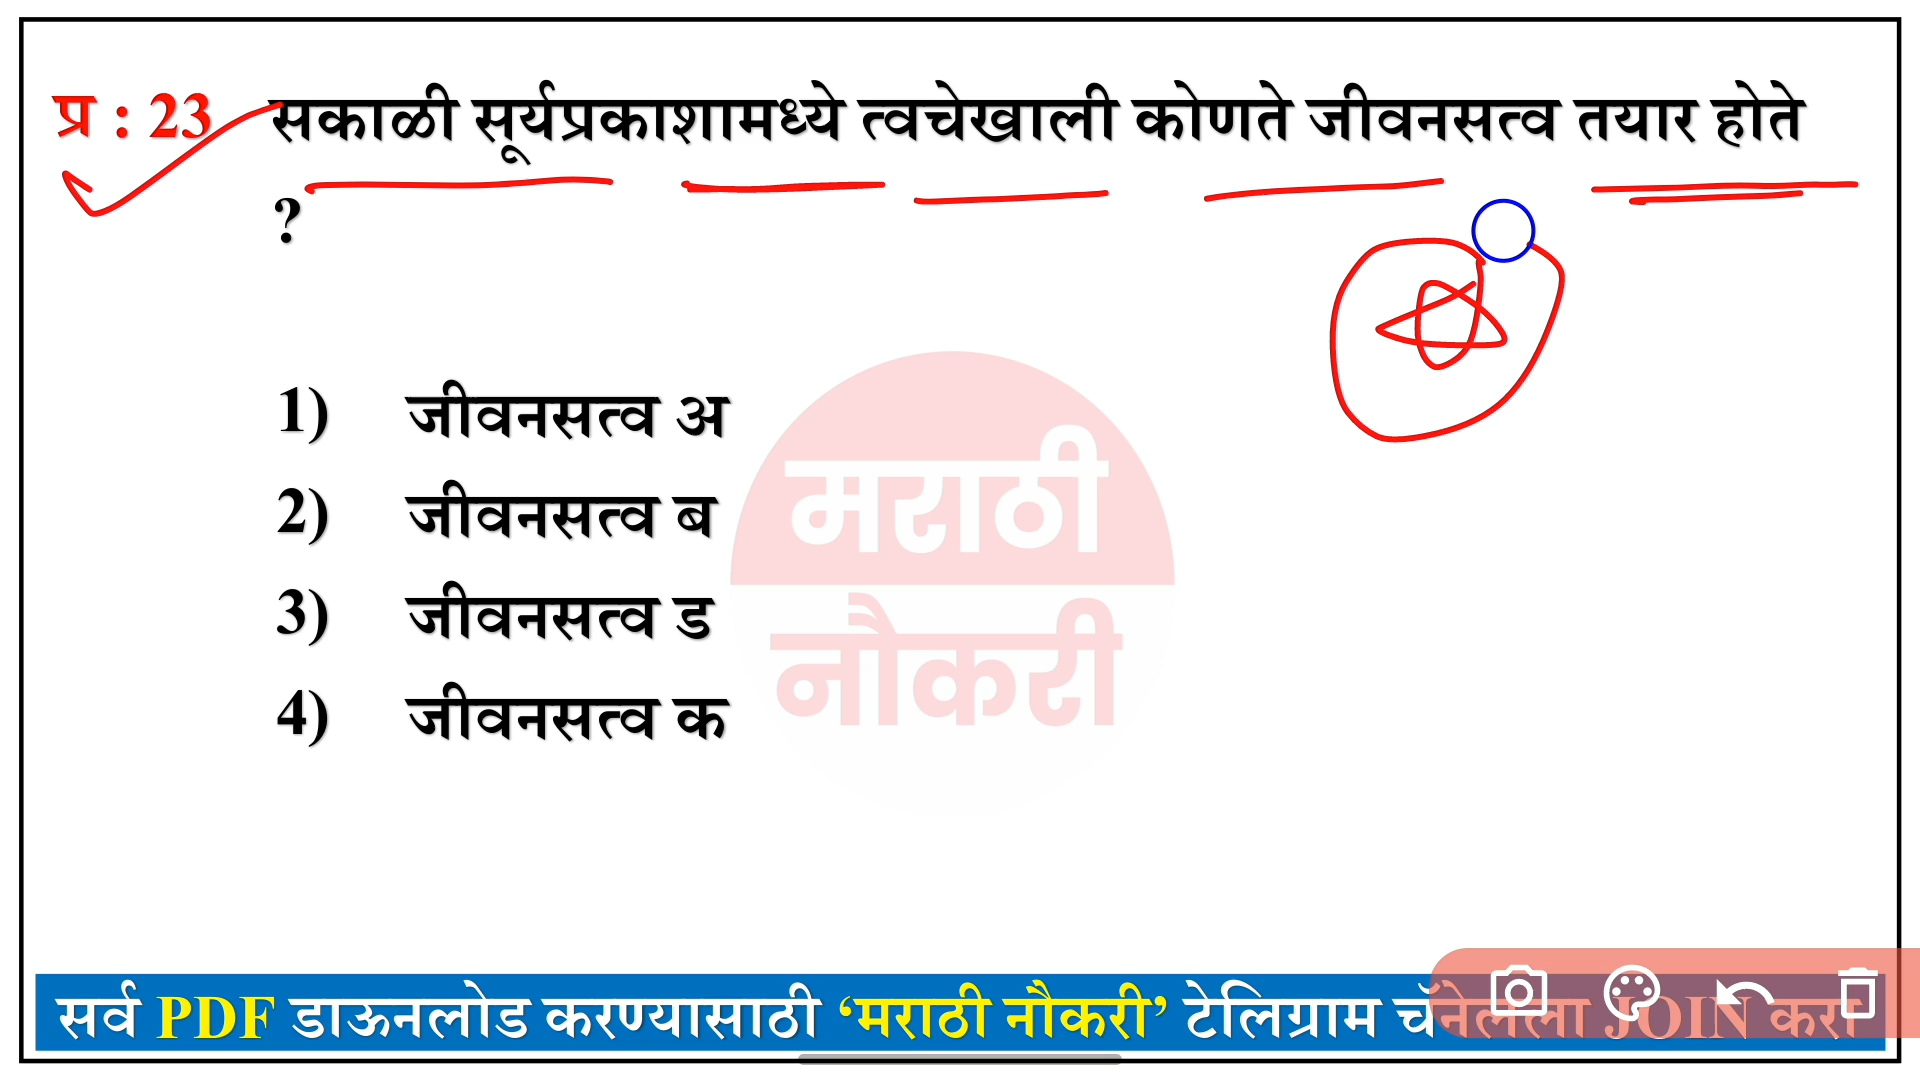 प्र : 23 सकाळी सूर्यप्रकाशामध्ये त्वचेखाली कोणते जीवनसत्व तयार होते
?
1) जीवनसत्व अ
2) जीवनसत्व ब
3) जीवनसत्व ड
4) जीवनसत्व क
मराठी
नौकरी
सर्व PDF डाऊनलोड करण्यासाठी ‘मराठी नौकरी’ टेलिग्राम चॅनेलला JOIN करा